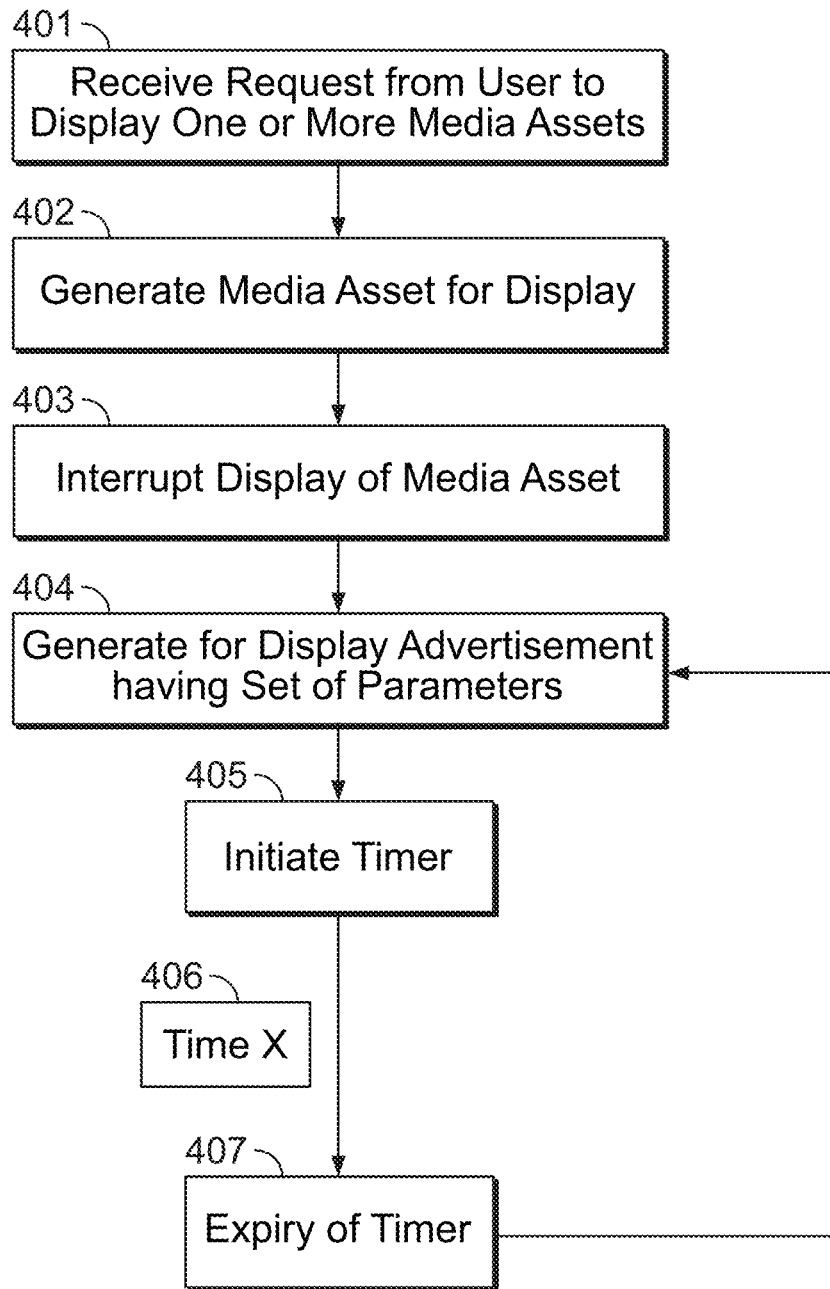 401
Receive Request from User to
Display One or More Media Assets
402
Generate Media Asset for Display
403
Interrupt Display of Media Asset
404
Generate for Display Advertisement
having Set of Parameters
405
Initiate Timer
406
Time X
407
Expiry of Timer